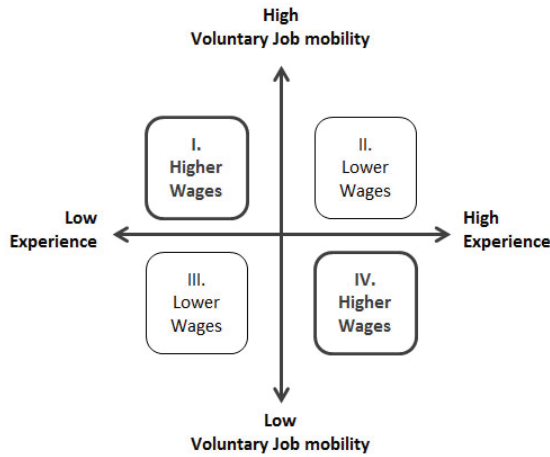 High
Voluntary Job mobility
I.
Higher
Wages
II.
Lower
Wages
Low
Experience
High
Experience
III.
Lower
Wages
IV.
Higher
Wages
Low
Voluntary Job mobility